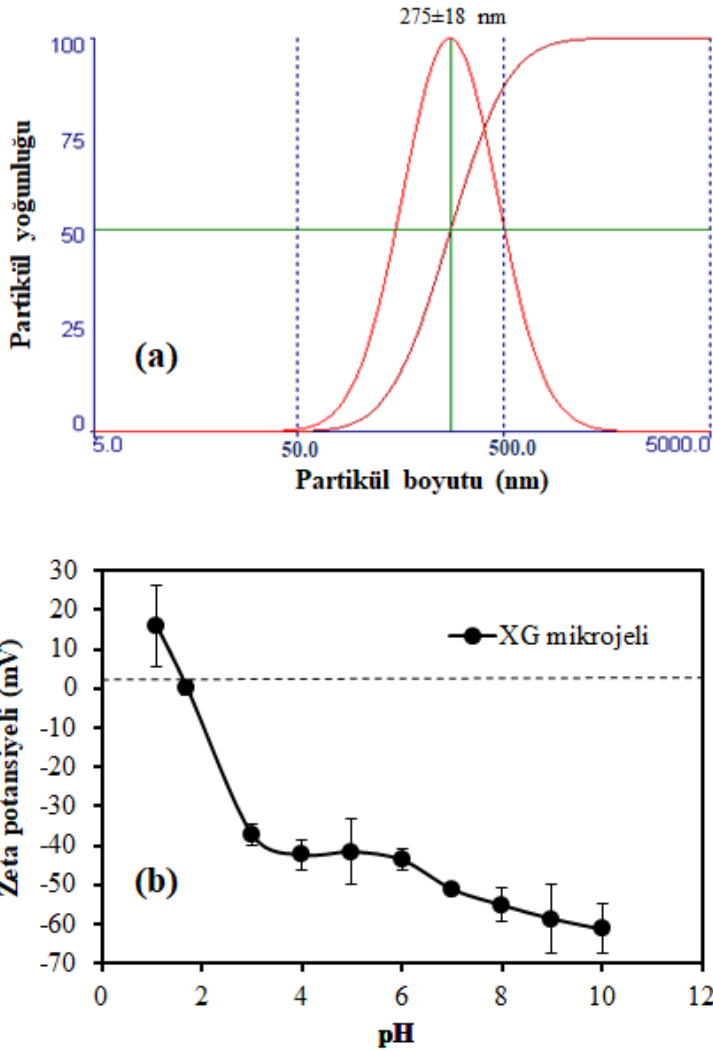 275±18 nm
100
75
50
25
0
Partikül yoğunluğu
(a)
5.0
50.0
500.0
5000.0
Partikül boyutu (nm)
30
20
10
0
-10
-20
-30
-40
-50
-60
-70
Zeta potansiyeli (mV)
XG mikrojeli
(b)
0 2 4 6 8 10 12
pH